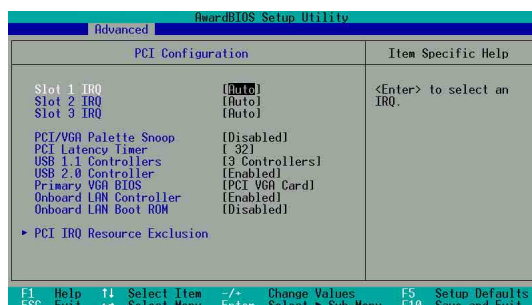 AwardBIOS Setup Utility
Advanced
PCI Configuration
Item Specific Help
Slot 1 IRQ [Auto]
Slot 2 IRQ [Auto]
Slot 3 IRQ [Auto]
<Enter> to select an
IRQ.
PCI/VGA Palette Snoop [Disabled]
PCI Latency Timer [ 32]
USB 1.1 Controllers [3 Controllers]
USB 2.0 Controller [Enabled]
Primary VGA BIOS [PCI VGA Card]
Onboard LAN Controller [Enabled]
Onboard LAN Boot ROM [Disabled]
▸ PCI IRQ Resource Exclusion
F1 Help ↑↓ Select Item -/+ Change Values F5 Setup Defaults
ESC Exit Select Menu Enter Select ▸ Sub-Menu F10 Save and Exit